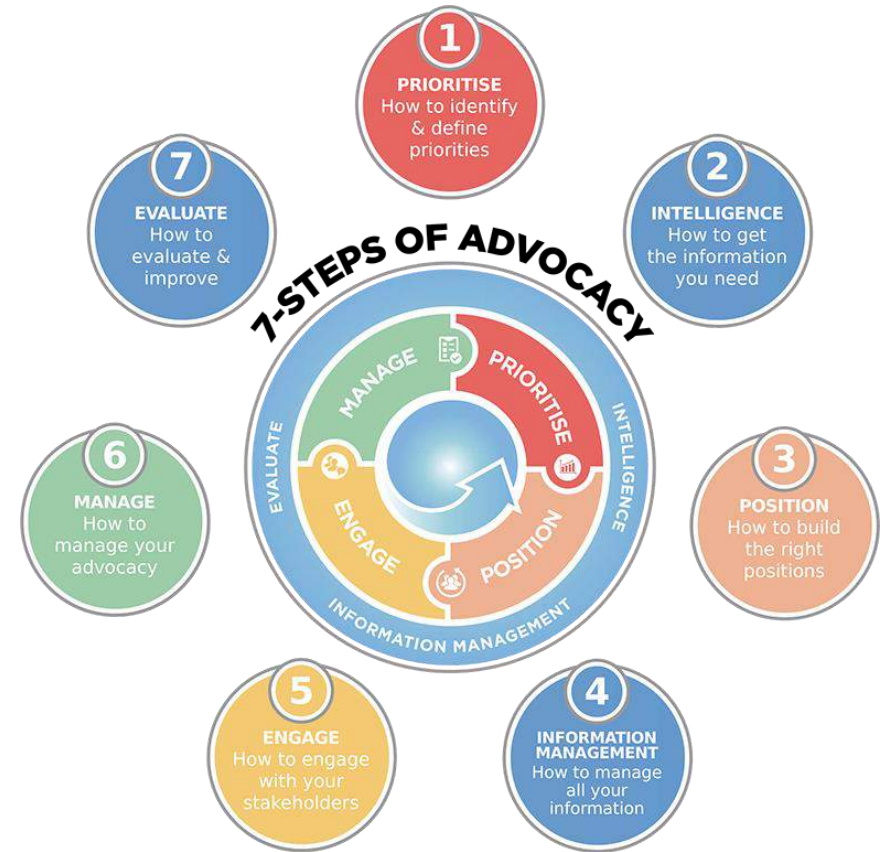 1
PRIORITISE
How to identify
& define
priorities
7
EVALUATE
How to
evaluate &
improve
2
INTELLIGENCE
How to get
the information
you need
7-STEPS OF ADVOCACY
MANAGE
PRIORITISE
EVALUATE
INTELLIGENCE
ENGAGE
POSITION
INFORMATION MANAGEMENT
6
MANAGE
How to
manage your
advocacy
3
POSITION
How to build
the right
positions
5
ENGAGE
How to engage
with your
stakeholders
4
INFORMATION
MANAGEMENT
How to manage
all your
information